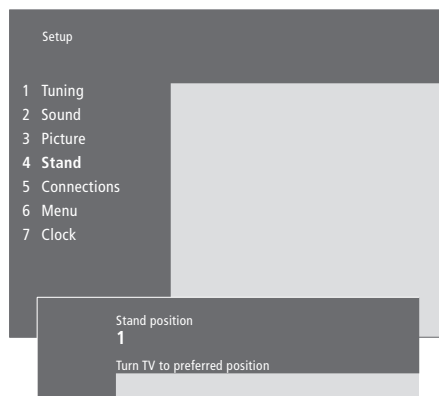 Setup
1 Tuning
2 Sound
3 Picture
4 Stand
5 Connections
6 Menu
7 Clock
Stand position
1
Turn TV to preferred position